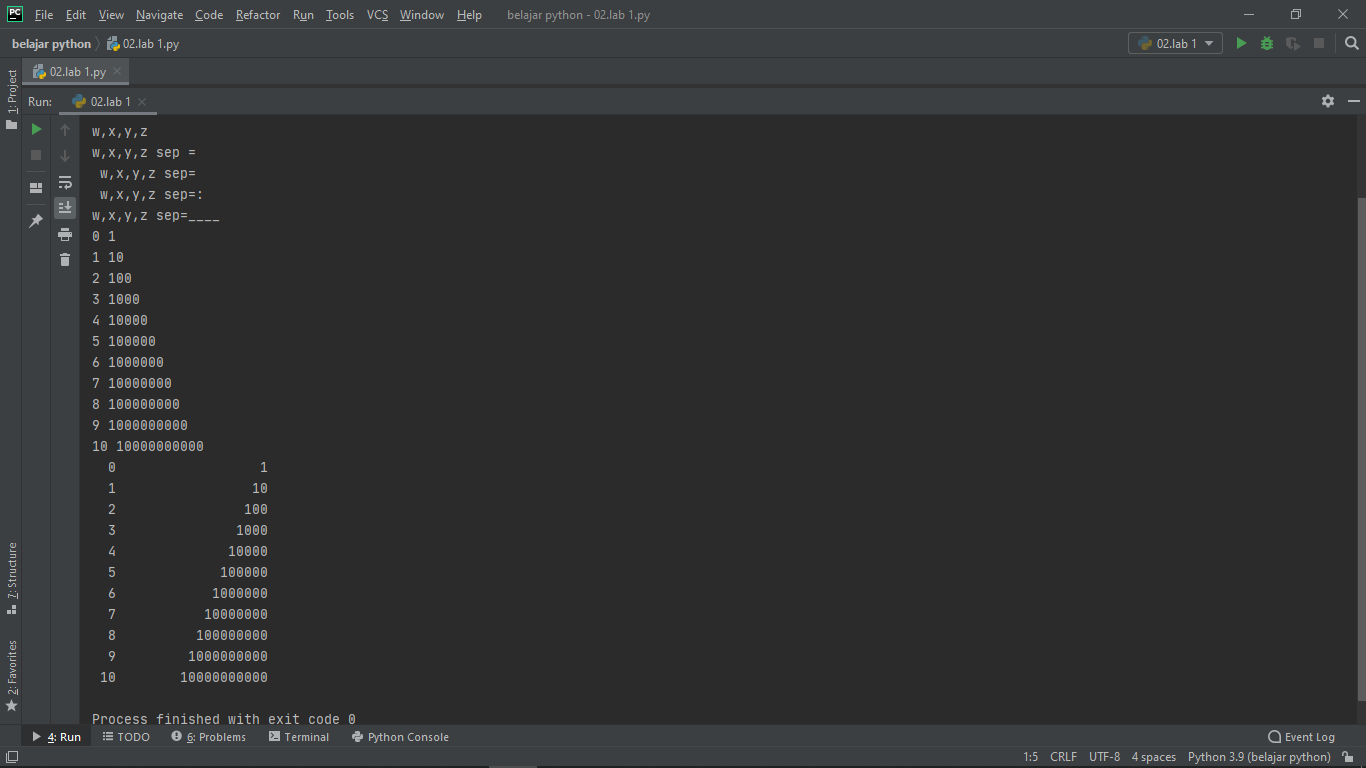 PC File Edit View Navigate Code Refactor Run Tools VCS Window Help belajar python - 02.lab 1.py
belajar python 02.lab 1.py 02.lab 1
1: Project
02.lab 1.py
Run: 02.lab 1
w,x,y,z
w,x,y,z sep =
 w,x,y,z sep=
 w,x,y,z sep=:
w,x,y,z sep=____
0 1
1 10
2 100
3 1000
4 10000
5 100000
6 1000000
7 10000000
8 100000000
9 1000000000
10 10000000000
  0                  1
  1                 10
  2                100
  3               1000
  4              10000
  5             100000
  6            1000000
  7           10000000
  8          100000000
  9         1000000000
 10        10000000000
Process finished with exit code 0
7: Structure
2: Favorites
4: Run TODO 6: Problems Terminal Python Console Event Log
1:5 CRLF UTF-8 4 spaces Python 3.9 (belajar python)